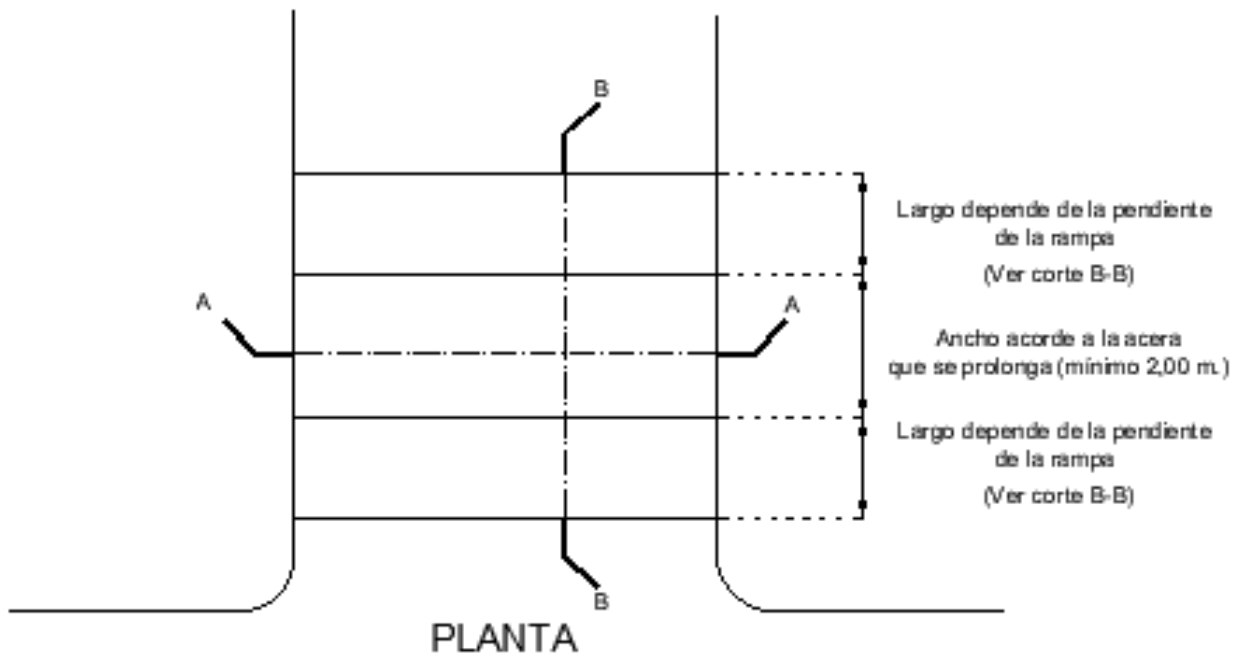 B
Largo depende de la pendiente
de la rampa
(Ver corte B-B)
A
A
Ancho acorde a la acera
que se prolonga (mínimo 2,00 m.)
Largo depende de la pendiente
de la rampa
(Ver corte B-B)
B
PLANTA